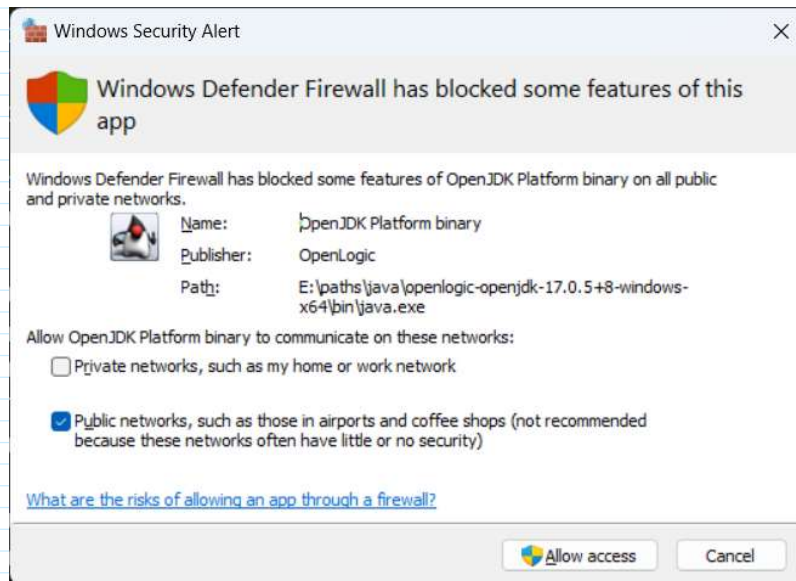 Windows Security Alert
Windows Defender Firewall has blocked some features of this
app
Windows Defender Firewall has blocked some features of OpenJDK Platform binary on all public
and private networks.
Name: OpenJDK Platform binary
Publisher: OpenLogic
Path: E:\paths\java\openlogic-openjdk-17.0.5+8-windows-
x64\bin\java.exe
Allow OpenJDK Platform binary to communicate on these networks:
Private networks, such as my home or work network
Public networks, such as those in airports and coffee shops (not recommended
because these networks often have little or no security)
What are the risks of allowing an app through a firewall?
Allow access Cancel